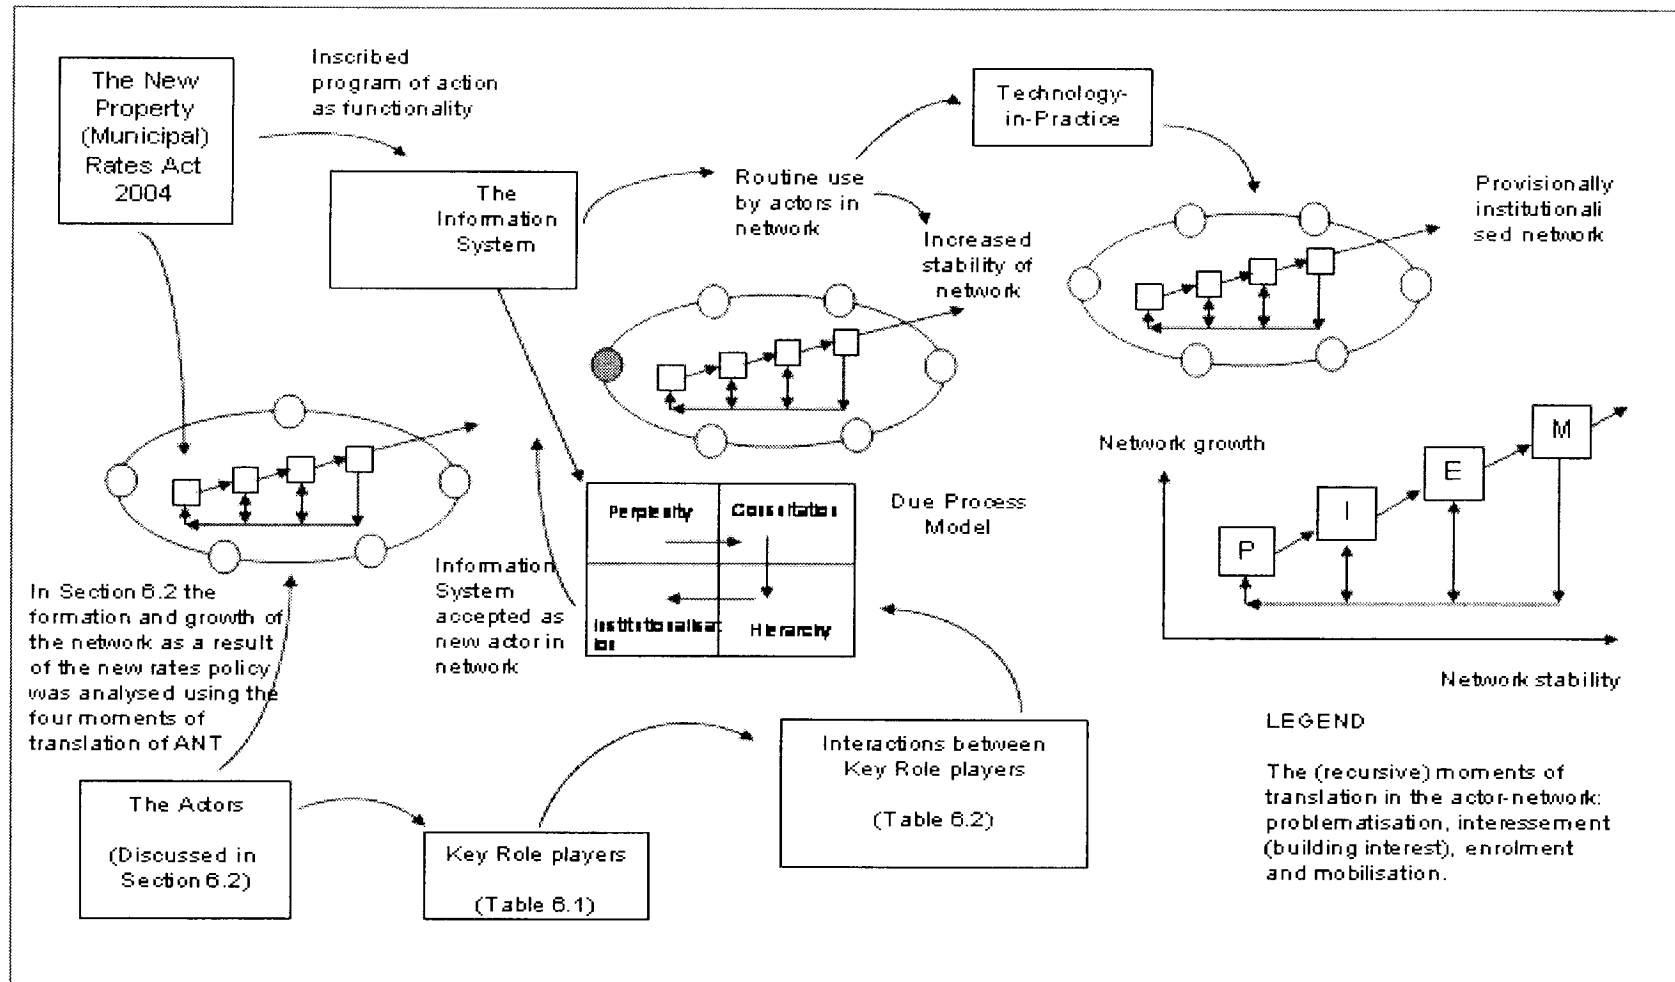 The New
Property
(Municipal)
Rates Act
2004
Inscribed
program of action
as functionality
The
Information
System
Routine use
by actors in
network
Technology-
in-Practice
Increased
stability of
network
Provisionally
institutionali
sed network
In Section 6.2 the
formation and growth of
the network as a result
of the new rates policy
was analysed using the
four moments of
translation of ANT
Information
System
accepted as
new actor in
network
Perplexity
Consultation
Institutionalisat
ion
Hierarchy
Due Process
Model
Network growth
P
I
E
M
Network stability
The Actors
(Discussed in
Section 6.2)
Key Role players
(Table 6.1)
Interactions between
Key Role players
(Table 6.2)
LEGEND
The (recursive) moments of
translation in the actor-network:
problematisation, interessement
(building interest), enrolment
and mobilisation.